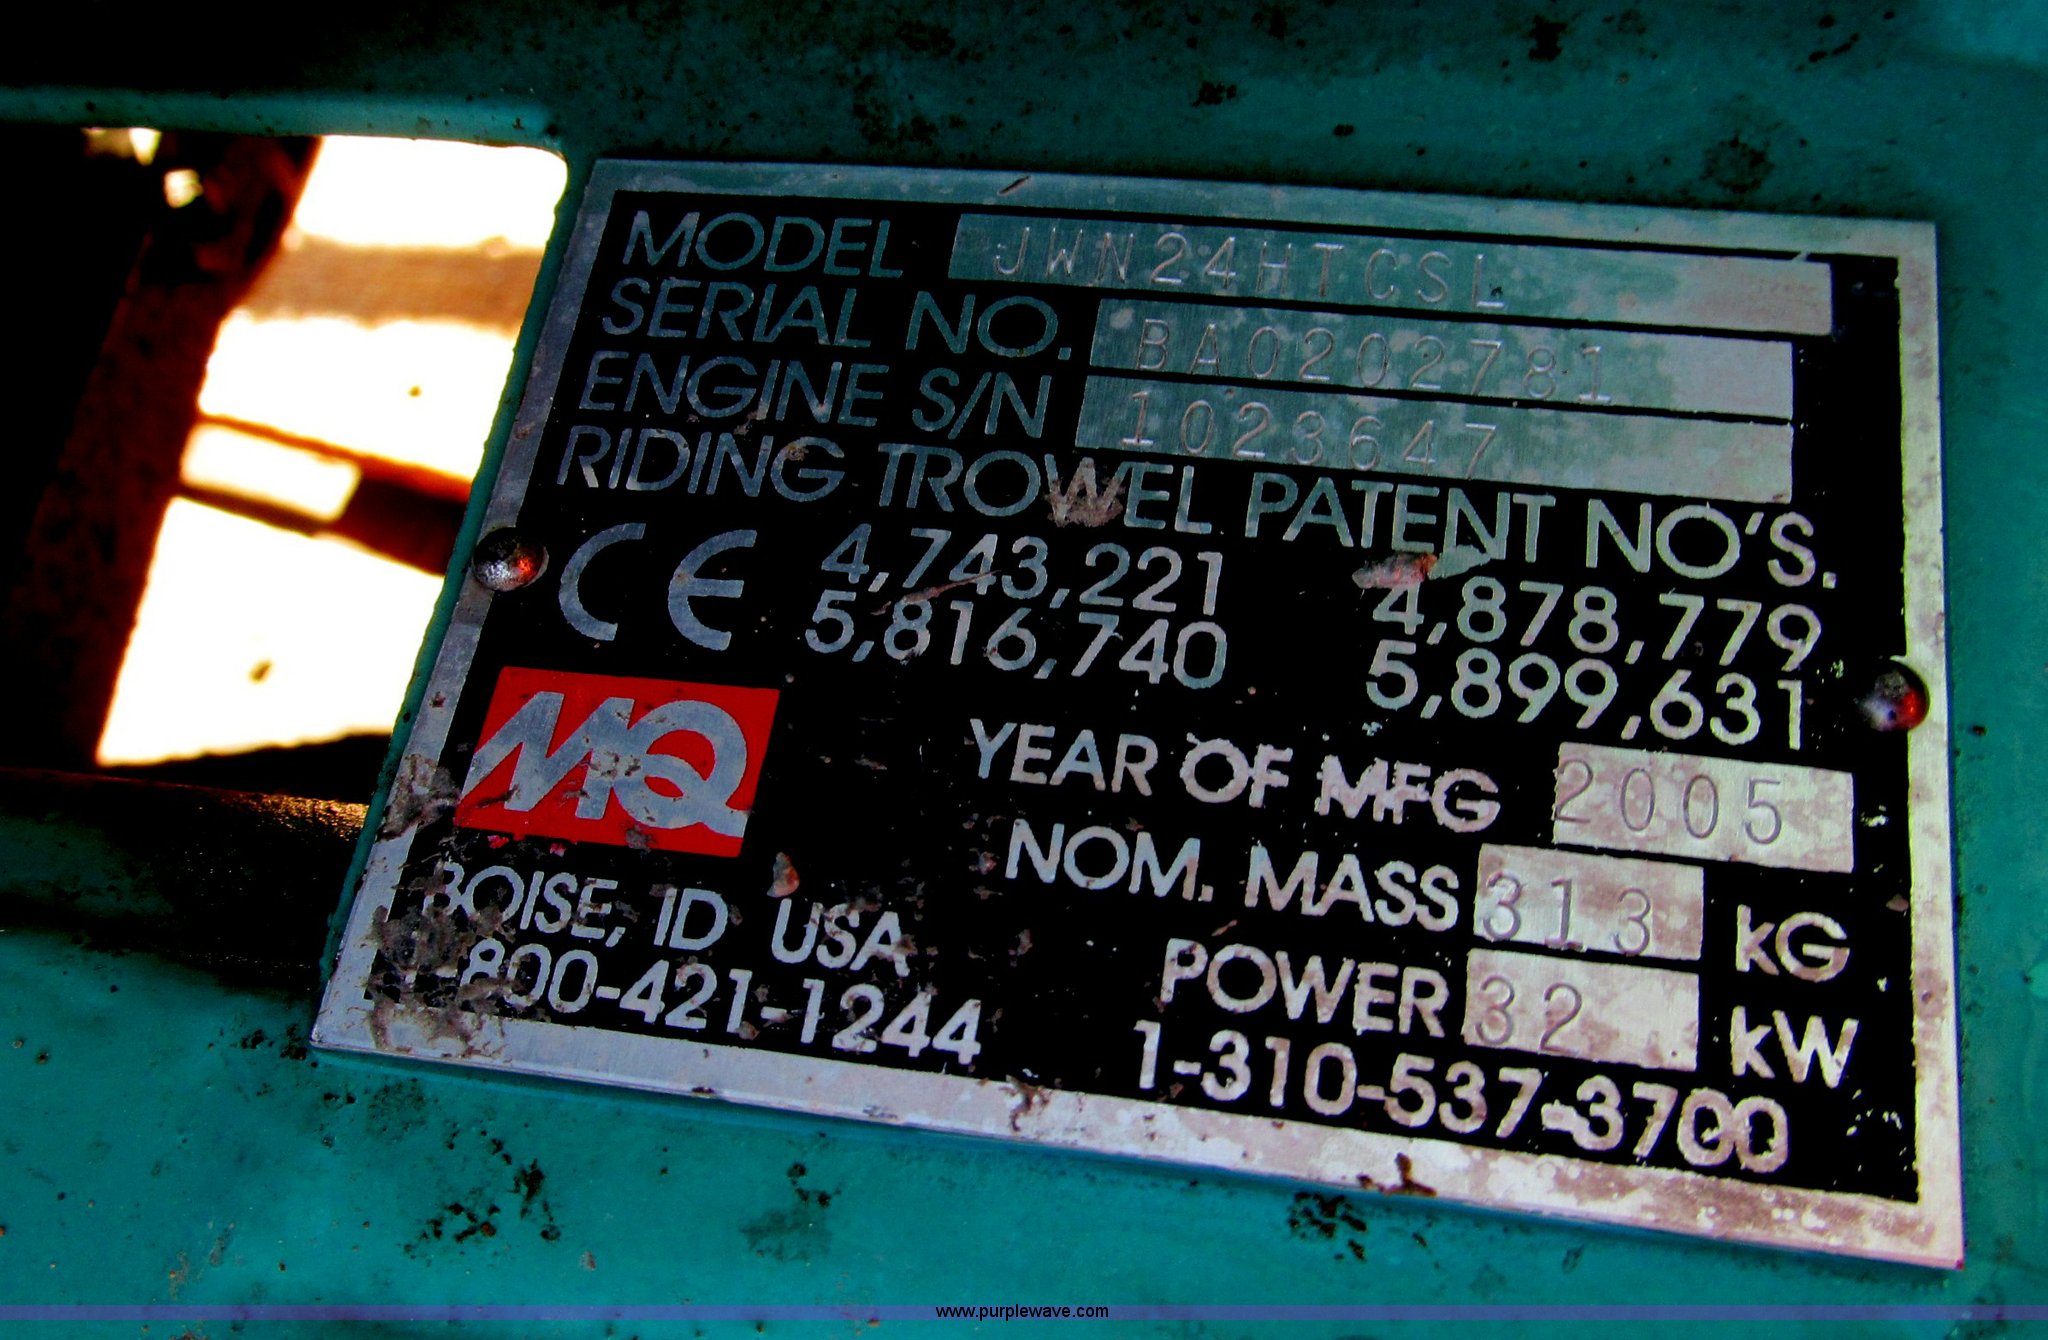 MODEL JWN24HTCSL
SERIAL NO. BA0202781
ENGINE S/N 1023647
RIDING TROWEL PATENT NO'S.
CE 4,743,221 4,878,779
5,816,740 5,899,631
MQ
YEAR OF MFG 2005
NOM. MASS 313 kG
BOISE, ID USA
POWER 32 kW
1-800-421-1244
1-310-537-3700
www.purplewave.com